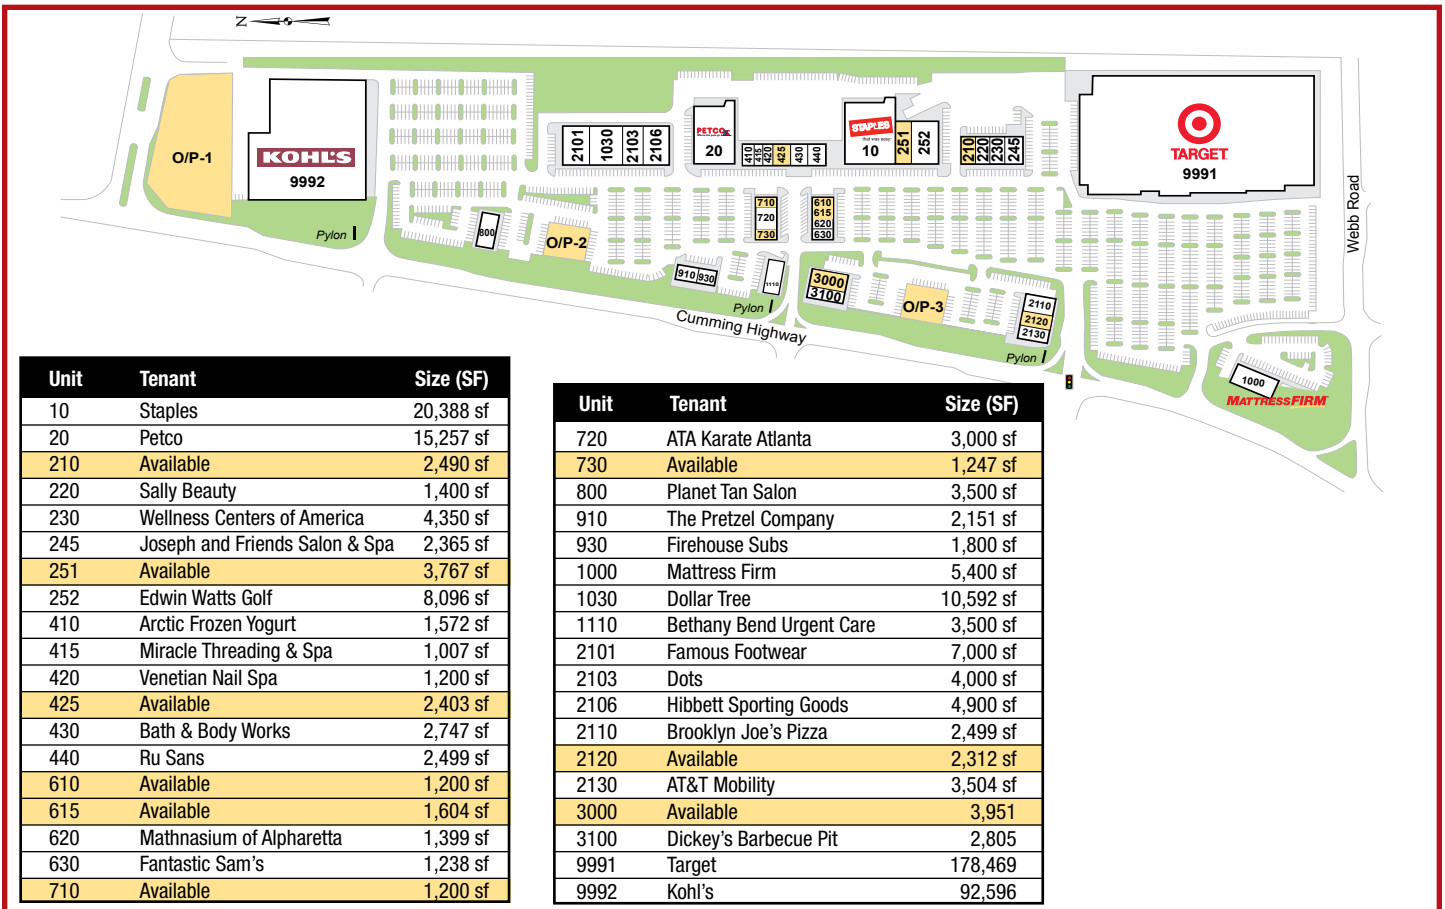 N
O/P-1
KOHL'S
9992
Pylon
2101
1030
2103
2106
PETCO
20
410
415
420
425
430
440
STAPLES
that was easy.
10
251
252
210
220
230
245
TARGET
9991
Webb Road
800
O/P-2
710
720
730
610
615
620
630
910
930
1110
Pylon
Cumming Highway
3000
3100
O/P-3
2110
2120
2130
Pylon
1000
MATTRESSFIRM
Unit Tenant Size (SF)
10 Staples 20,388 sf
20 Petco 15,257 sf
210 Available 2,490 sf
220 Sally Beauty 1,400 sf
230 Wellness Centers of America 4,350 sf
245 Joseph and Friends Salon & Spa 2,365 sf
251 Available 3,767 sf
252 Edwin Watts Golf 8,096 sf
410 Arctic Frozen Yogurt 1,572 sf
415 Miracle Threading & Spa 1,007 sf
420 Venetian Nail Spa 1,200 sf
425 Available 2,403 sf
430 Bath & Body Works 2,747 sf
440 Ru Sans 2,499 sf
610 Available 1,200 sf
615 Available 1,604 sf
620 Mathnasium of Alpharetta 1,399 sf
630 Fantastic Sam's 1,238 sf
710 Available 1,200 sf
Unit Tenant Size (SF)
720 ATA Karate Atlanta 3,000 sf
730 Available 1,247 sf
800 Planet Tan Salon 3,500 sf
910 The Pretzel Company 2,151 sf
930 Firehouse Subs 1,800 sf
1000 Mattress Firm 5,400 sf
1030 Dollar Tree 10,592 sf
1110 Bethany Bend Urgent Care 3,500 sf
2101 Famous Footwear 7,000 sf
2103 Dots 4,000 sf
2106 Hibbett Sporting Goods 4,900 sf
2110 Brooklyn Joe's Pizza 2,499 sf
2120 Available 2,312 sf
2130 AT&T Mobility 3,504 sf
3000 Available 3,951
3100 Dickey's Barbecue Pit 2,805
9991 Target 178,469
9992 Kohl's 92,596